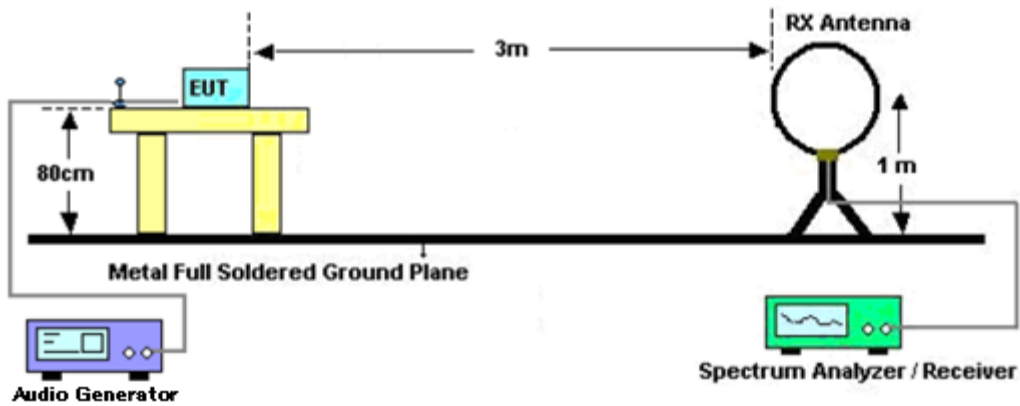 RX Antenna
3m
EUT
80cm
1 m
Metal Full Soldered Ground Plane
Spectrum Analyzer / Receiver
Audio Generator